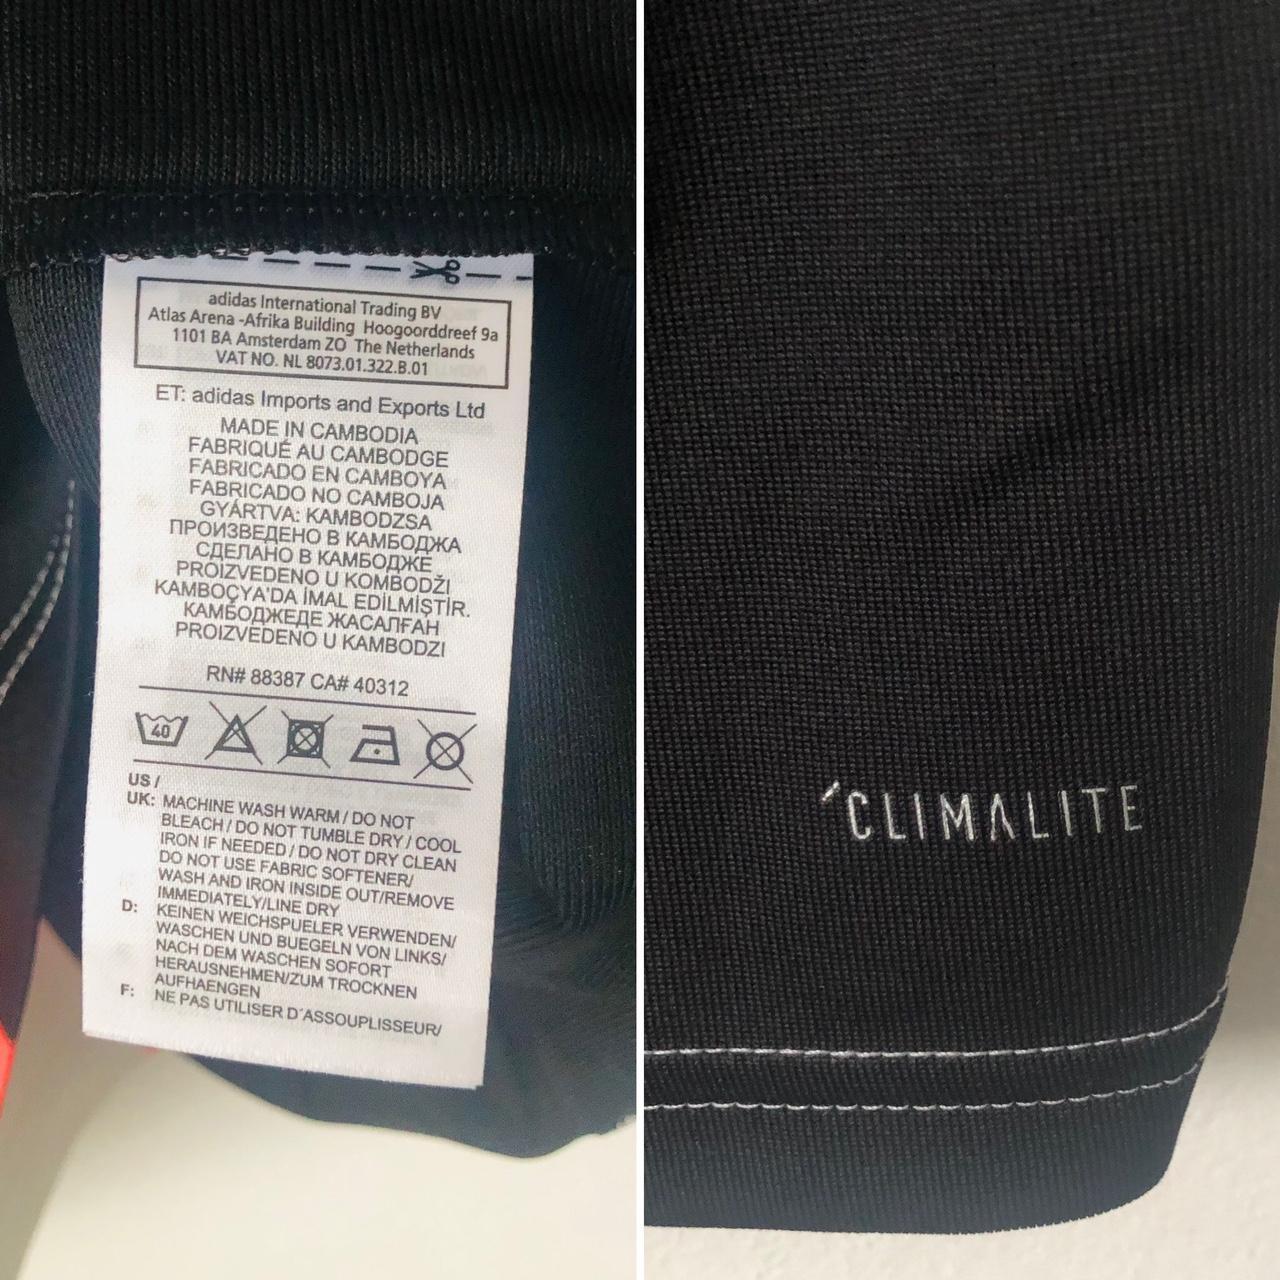 adidas International Trading BV
Atlas Arena -Afrika Building Hoogoorddreef 9a
1101 BA Amsterdam ZO The Netherlands
VAT NO. NL 8073.01.322.B.01
ET: adidas Imports and Exports Ltd
MADE IN CAMBODIA
FABRIQUÉ AU CAMBODGE
FABRICADO EN CAMBOYA
FABRICADO NO CAMBOJA
GYÁRTVA: KAMBODZSA
ПРОИЗВЕДЕНО В КАМБОДЖА
СДЕЛАНО В КАМБОДЖЕ
PROIZVEDENO U KOMBODŽI
KAMBOÇYA'DA İMAL EDİLMİŞTİR.
КАМБОДЖЕДЕ ЖАСАЛҒАН
PROIZVEDENO U KAMBODZI
RN# 88387 CA# 40312
40
US /
UK: MACHINE WASH WARM / DO NOT
BLEACH / DO NOT TUMBLE DRY / COOL
IRON IF NEEDED / DO NOT DRY CLEAN
DO NOT USE FABRIC SOFTENER/
WASH AND IRON INSIDE OUT/REMOVE
IMMEDIATELY/LINE DRY
D: KEINEN WEICHSPUELER VERWENDEN/
WASCHEN UND BUEGELN VON LINKS/
NACH DEM WASCHEN SOFORT
HERAUSNEHMEN/ZUM TROCKNEN
AUFHAENGEN
F: NE PAS UTILISER D´ASSOUPLISSEUR/
´CLIMALITE